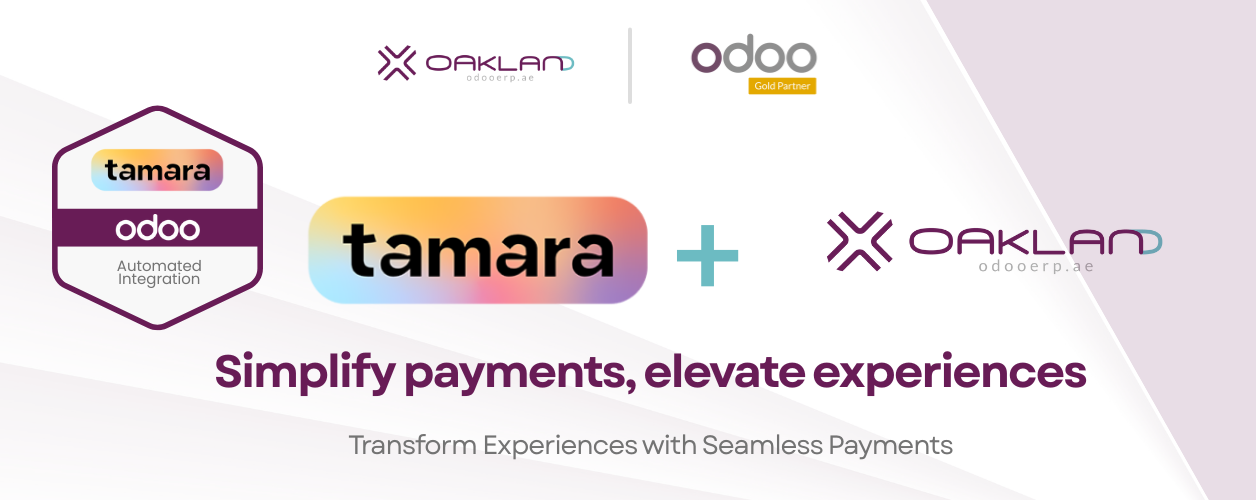 OAKLAND
odooerp.ae
odoo
Gold Partner
tamara
odoo
Automated
Integration
tamara
+
OAKLAND
odooerp.ae
Simplify payments, elevate experiences
Transform Experiences with Seamless Payments